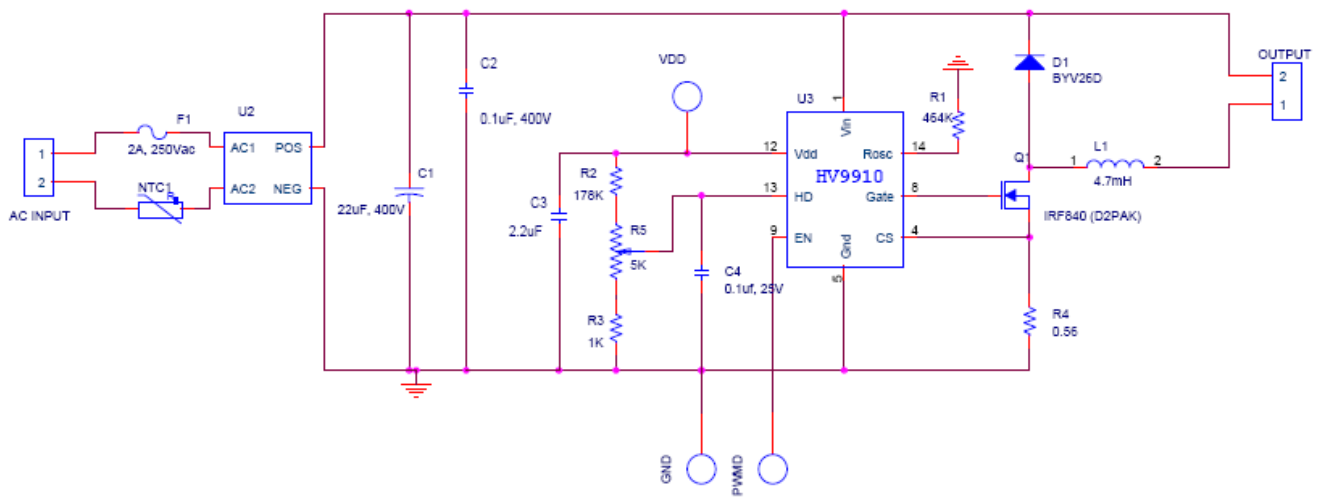 AC INPUT
1
2
F1
2A, 250Vac
NTC1
U2
AC1
POS
AC2
NEG
C1
22uF, 400V
C2
0.1uF, 400V
VDD
C3
2.2uF
R2
178K
R5
5K
R3
1K
C4
0.1uf, 25V
GND
PWMD
U3
HV9910
1
Vin
12
Vdd
13
HD
9
EN
Gnd
5
Rosc
14
Gate
8
CS
4
R1
464K
D1
BYV26D
Q1
IRF840 (D2PAK)
L1
1
2
4.7mH
R4
0.56
OUTPUT
2
1